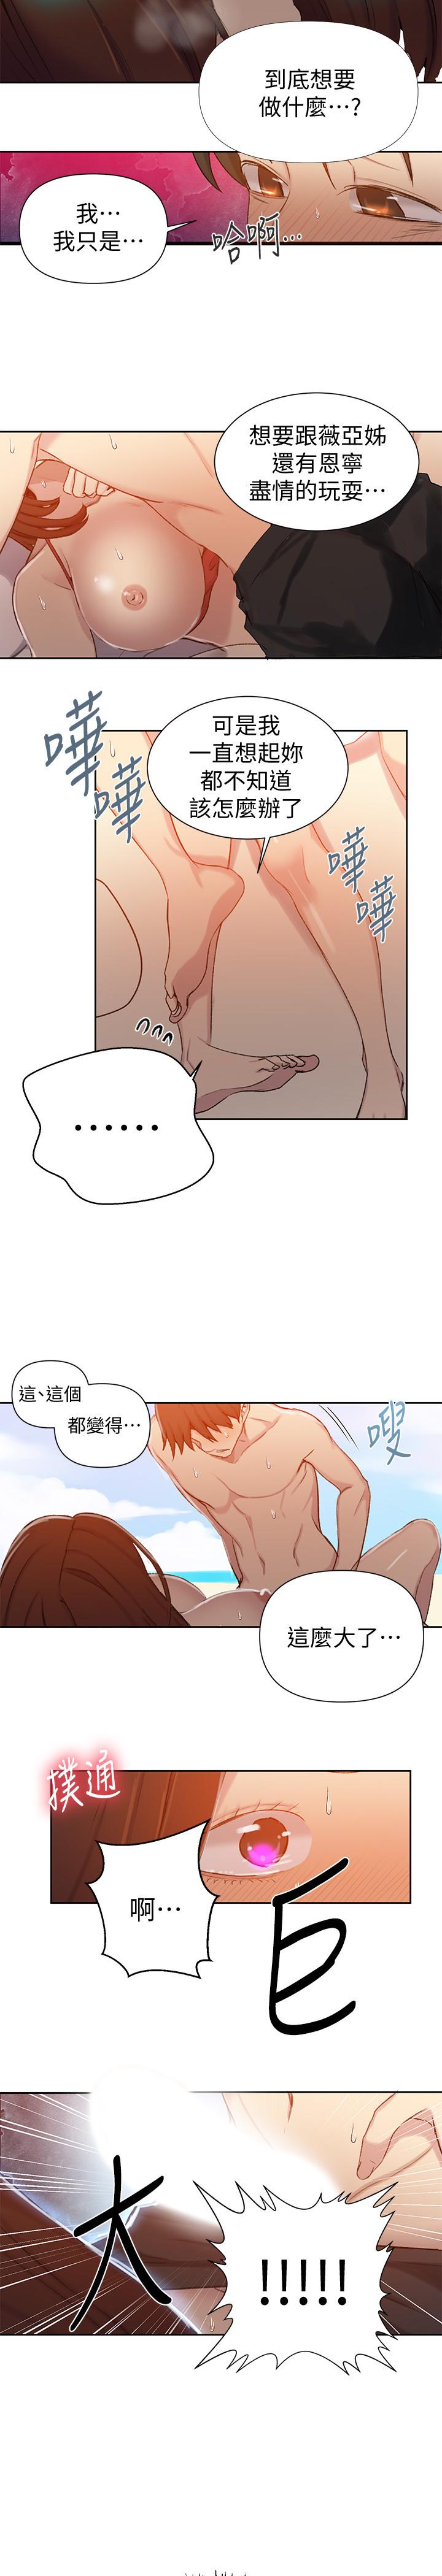 到底想要
做什麼…?
我…
我只是…
哈啊…
想要跟薇亞姊
還有恩寧
盡情的玩耍…
嘩
嘩
可是我
一直想起妳
都不知道
該怎麼辦了
嘩
嘩
……
這、這個
都變得…
嗖
這麼大了…
撲通
啊…
巨
大
!!!!!